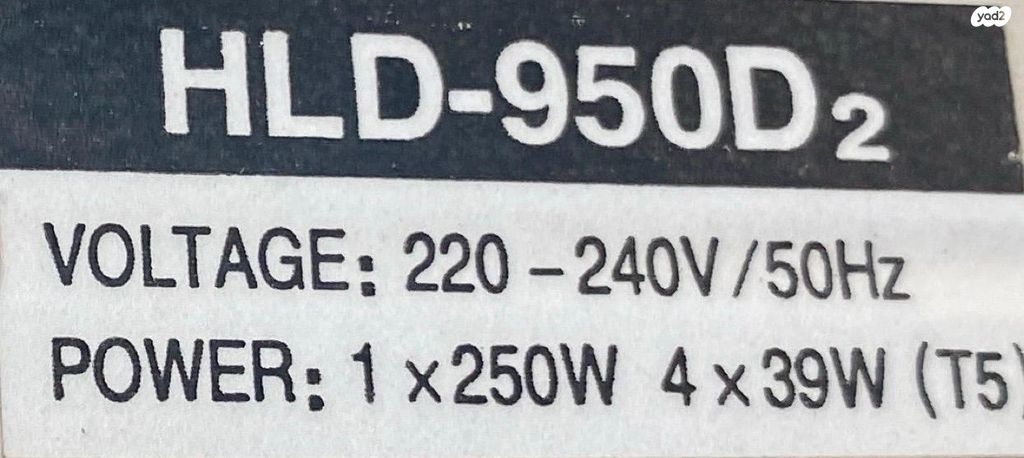 yad2
HLD-950D2
VOLTAGE: 220 – 240V/50Hz
POWER: 1 x 250W 4 x 39W (T5)